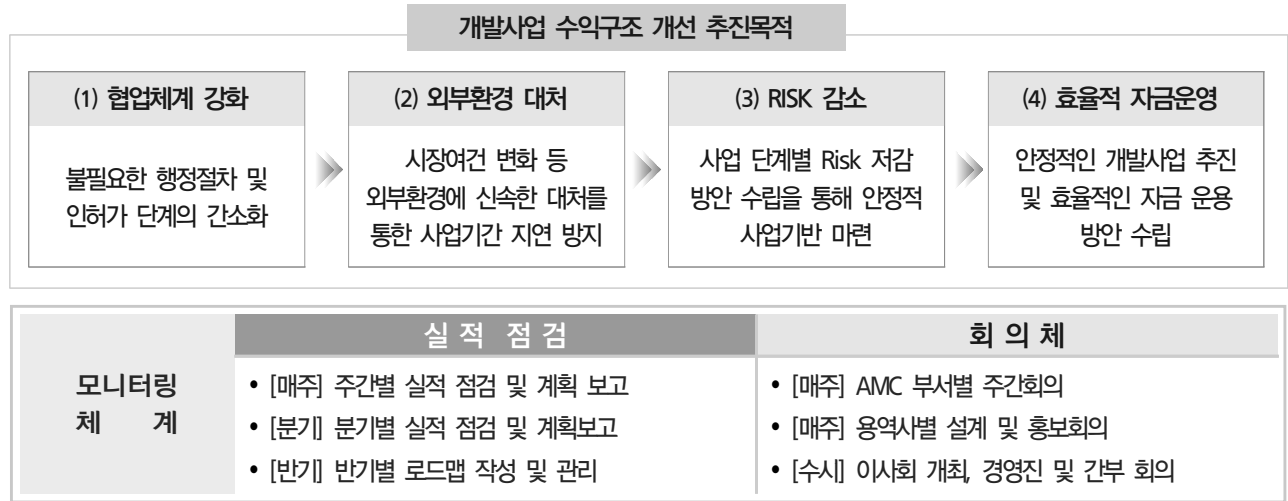 개발사업 수익구조 개선 추진목적
(1) 협업체계 강화
불필요한 행정절차 및
인허가 단계의 간소화
(2) 외부환경 대처
시장여건 변화 등
외부환경에 신속한 대처를
통한 사업기간 지연 방지
(3) RISK 감소
사업 단계별 Risk 저감
방안 수립을 통해 안정적
사업기반 마련
(4) 효율적 자금운영
안정적인 개발사업 추진
및 효율적인 자금 운용
방안 수립
모니터링
체 계
실 적 점 검
• [매주] 주간별 실적 점검 및 계획 보고
• [분기] 분기별 실적 점검 및 계획보고
• [반기] 반기별 로드맵 작성 및 관리
회 의 체
• [매주] AMC 부서별 주간회의
• [매주] 용역사별 설계 및 홍보회의
• [수시] 이사회 개최, 경영진 및 간부 회의